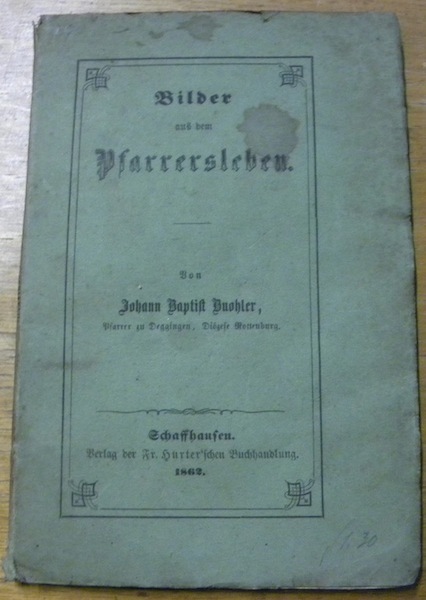 Bilder
aus dem
Pfarrersleben.
Von
Johann Baptist Buohler,
Pfarrer zu Deggingen, Diözese Rottenburg.
Schaffhausen.
Verlag der Fr. Hurter'schen Buchhandlung.
1862.
30